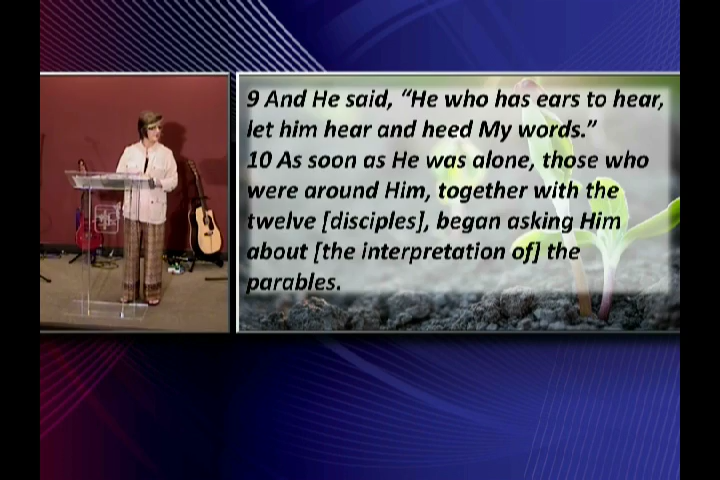 9 And He said, “He who has ears to hear,
let him hear and heed My words.”
10 As soon as He was alone, those who
were around Him, together with the
twelve [disciples], began asking Him
about [the interpretation of] the
parables.